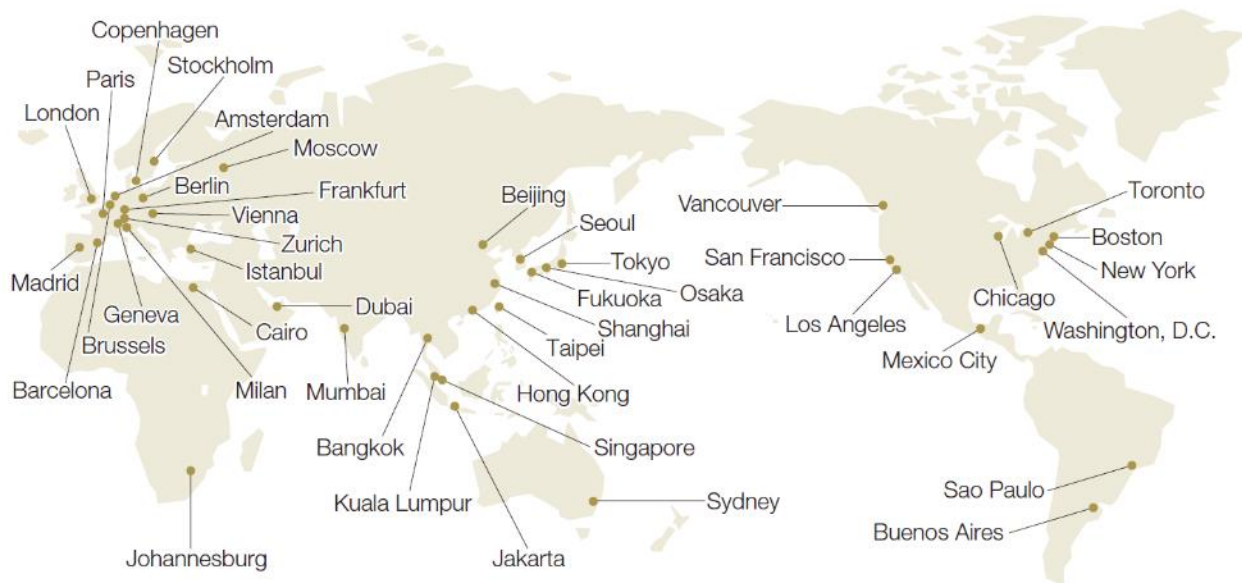 Copenhagen
Stockholm
Paris
London
Amsterdam
Moscow
Berlin
Frankfurt
Vienna
Zurich
Istanbul
Madrid
Geneva
Cairo
Dubai
Brussels
Barcelona
Milan
Mumbai
Johannesburg
Beijing
Seoul
Tokyo
Osaka
Fukuoka
Shanghai
Taipei
Hong Kong
Bangkok
Singapore
Kuala Lumpur
Jakarta
Sydney
Vancouver
San Francisco
Los Angeles
Toronto
Boston
New York
Chicago
Washington, D.C.
Mexico City
Sao Paulo
Buenos Aires